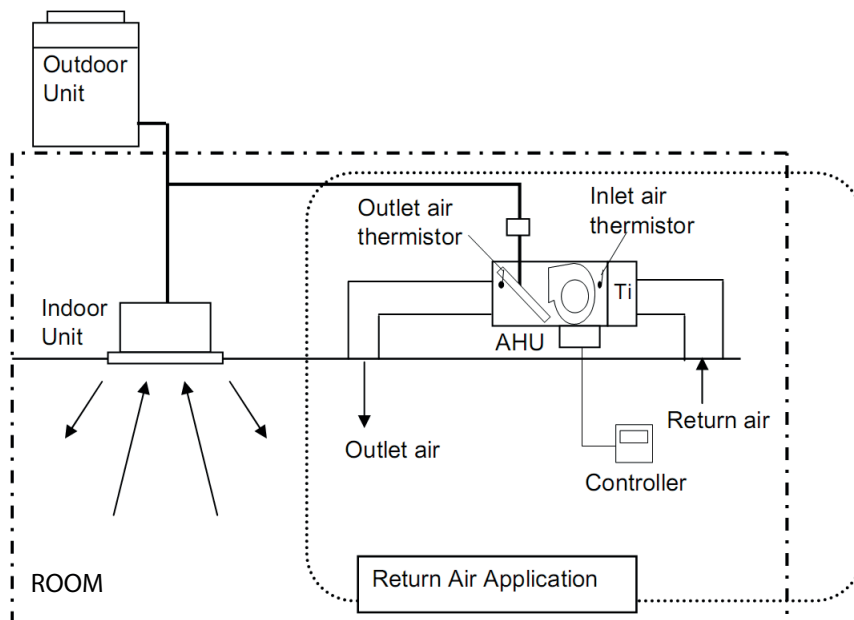 Outdoor
Unit
Outlet air
thermistor
Inlet air
thermistor
Ti
Indoor
Unit
AHU
Outlet air
Return air
Controller
ROOM
Return Air Application